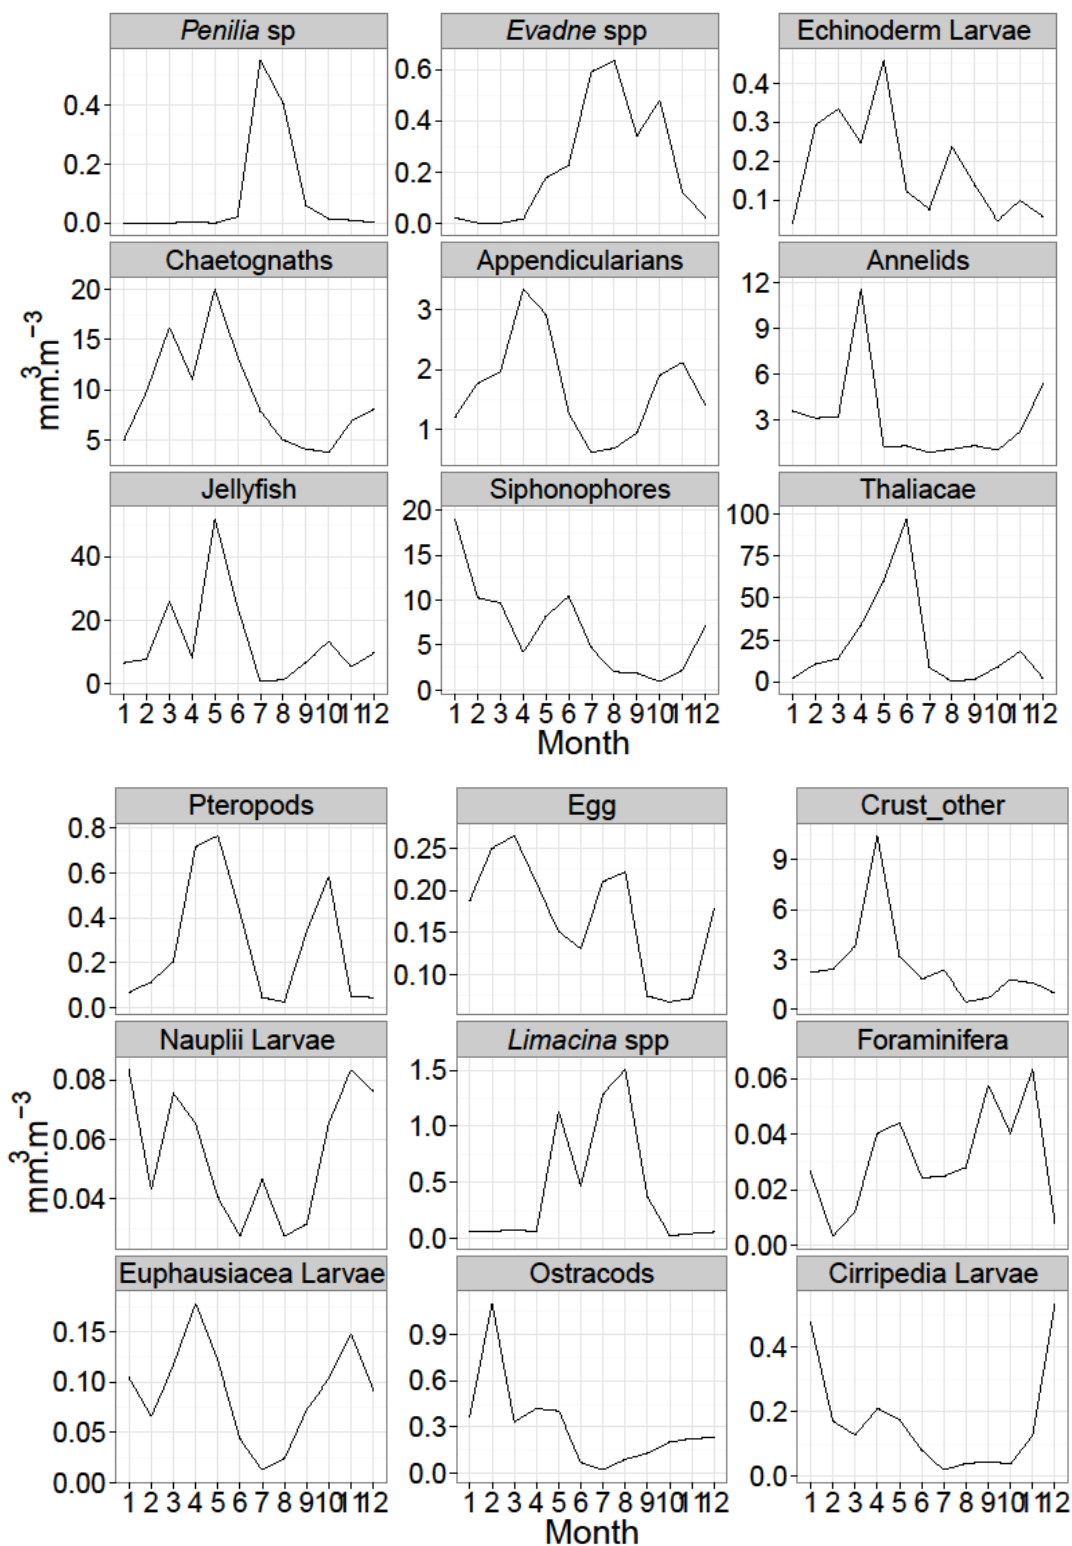 Penilia sp Evadne spp Echinoderm Larvae
0.4 0.2 0.0
0.6 0.4 0.2 0.0
0.4 0.3 0.2 0.1
Chaetognaths Appendicularians Annelids
20 15 10 5
3 2 1
12 9 6 3
mm³.m⁻³
Jellyfish Siphonophores Thaliacae
40 20 0
20 15 10 5 0
100 75 50 25 0
1 2 3 4 5 6 7 8 9 10 11 12 1 2 3 4 5 6 7 8 9 10 11 12 1 2 3 4 5 6 7 8 9 10 11 12
Month
Pteropods Egg Crust_other
0.8 0.6 0.4 0.2 0.0
0.25 0.20 0.15 0.10
9 6 3 0
Nauplii Larvae Limacina spp Foraminifera
0.08 0.06 0.04
1.5 1.0 0.5 0.0
0.06 0.04 0.02 0.00
mm³.m⁻³
Euphausiacea Larvae Ostracods Cirripedia Larvae
0.15 0.10 0.05 0.00
0.9 0.6 0.3 0.0
0.4 0.2 0.0
1 2 3 4 5 6 7 8 9 10 11 12 1 2 3 4 5 6 7 8 9 10 11 12 1 2 3 4 5 6 7 8 9 10 11 12
Month